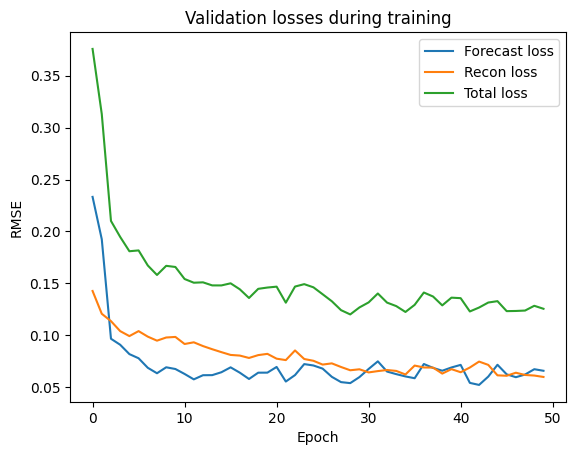 Validation losses during training
Forecast loss
Recon loss
Total loss
RMSE
0.35
0.30
0.25
0.20
0.15
0.10
0.05
0 10 20 30 40 50
Epoch